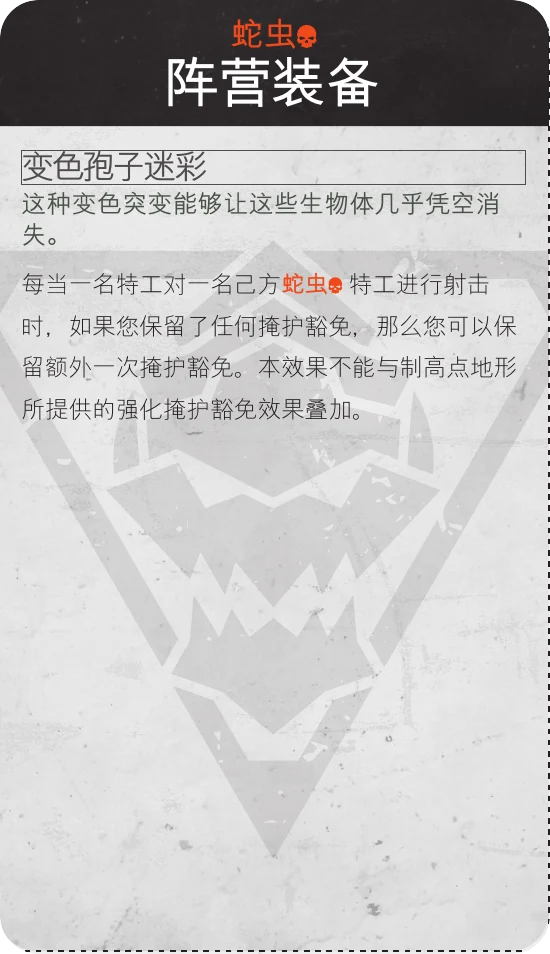 蛇虫
阵营装备
变色孢子迷彩
这种变色突变能够让这些生物体几乎凭空消
失。
每当一名特工对一名己方蛇虫 特工进行射击
时，如果您保留了任何掩护豁免，那么您可以保
留额外一次掩护豁免。本效果不能与制高点地形
所提供的强化掩护豁免效果叠加。